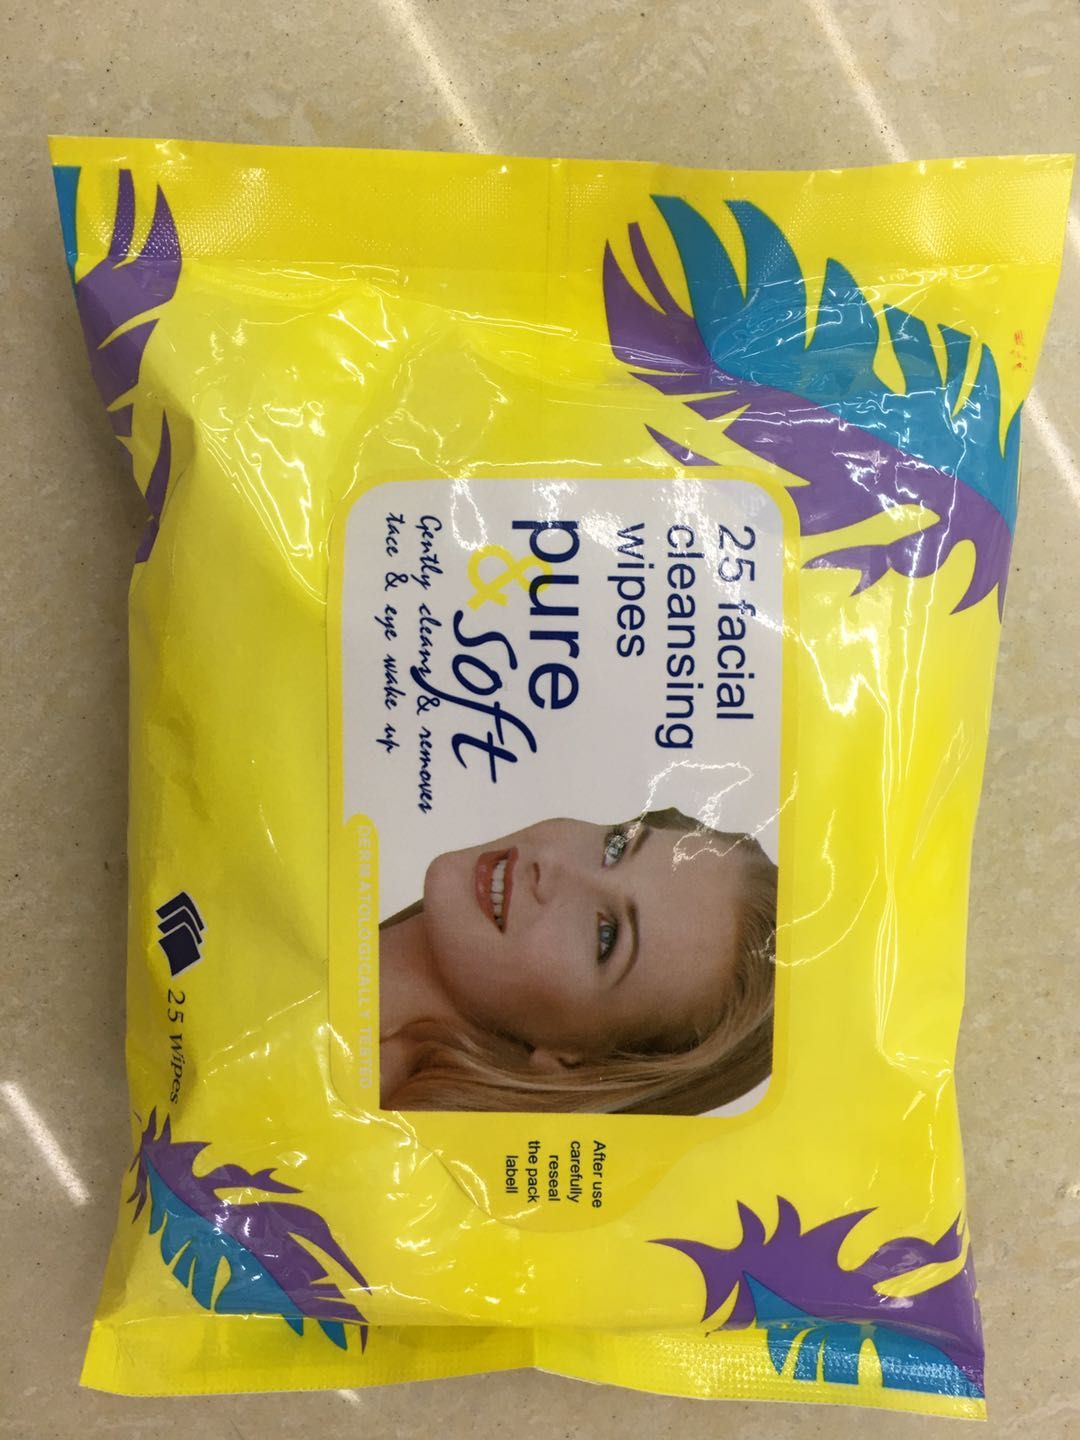 25 facial
cleansing
wipes
pure
& soft
Gently cleans & removes
face & eye wake up
DERMATOLOGICALLY TESTED
After use
carefully
reseal
the pack
labell
25 Wipes